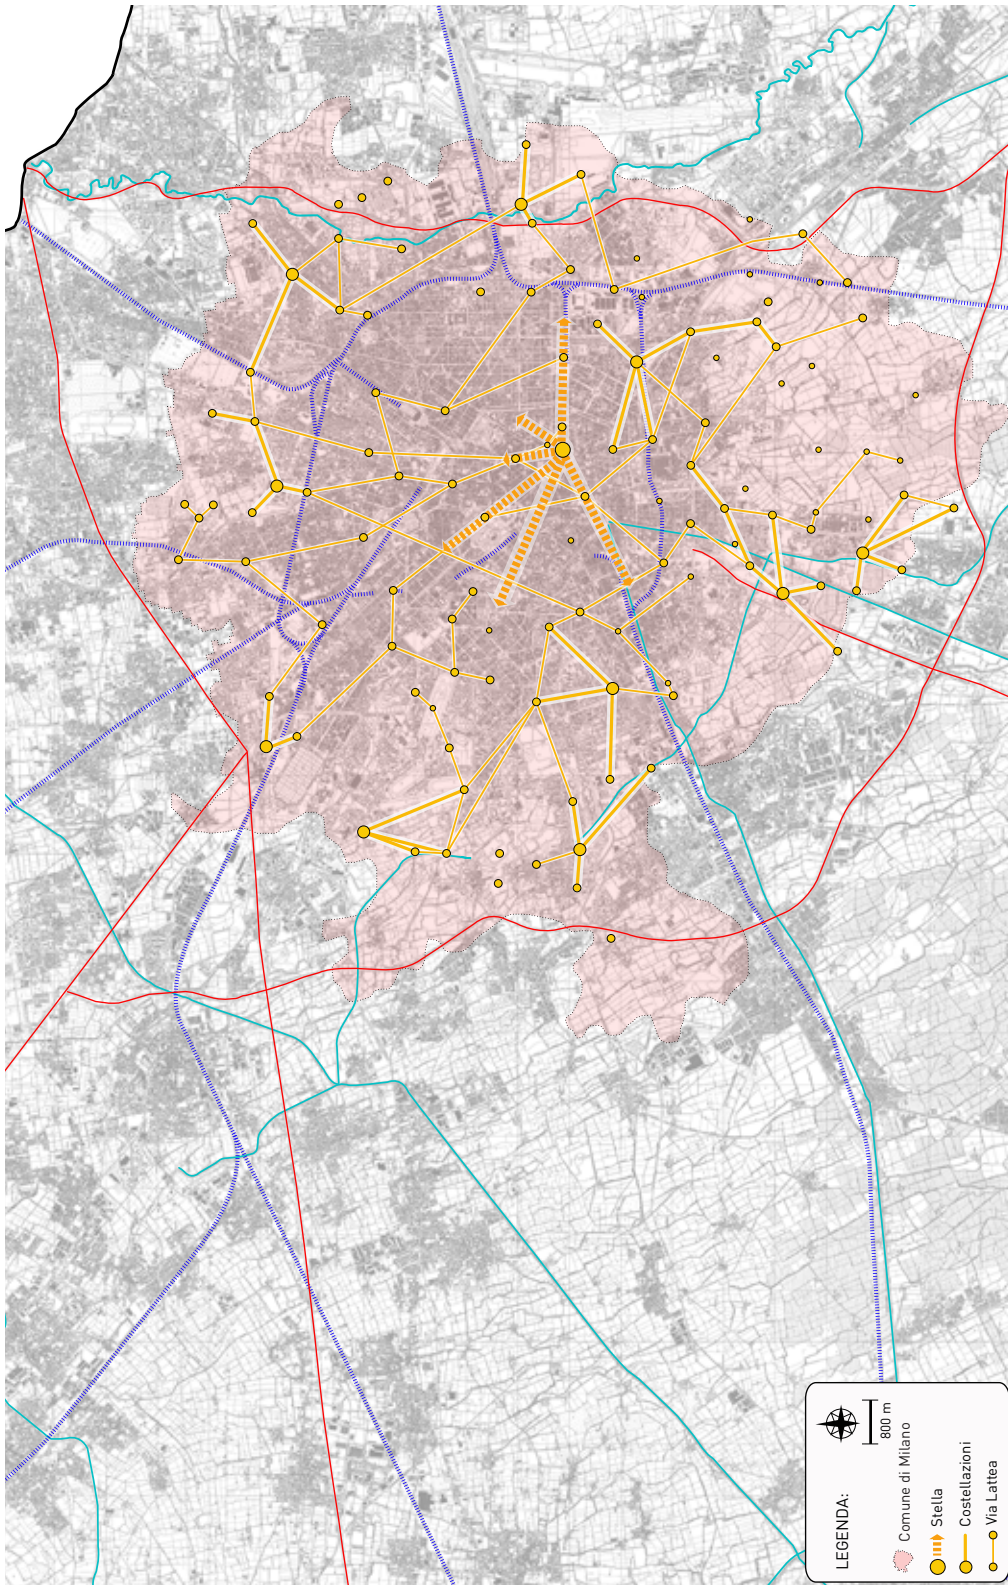 LEGENDA:
800 m
Comune di Milano
Stella
Costellazioni
Via Lattea